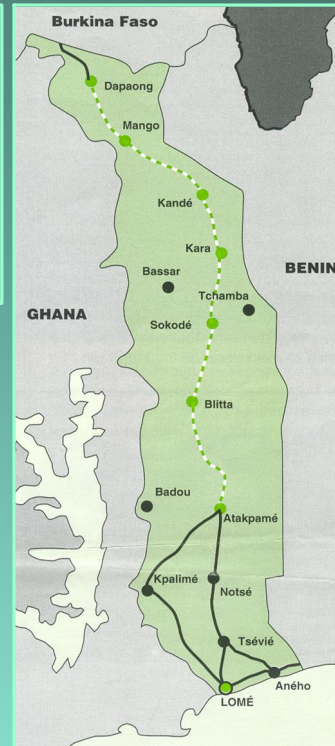 Burkina Faso
Dapaong
Mango
Kandé
Kara
BENIN
Bassar
Tchamba
GHANA
Sokodé
Blitta
Badou
Atakpamé
Kpalimé
Notsé
Tsévié
Aného
LOMÉ